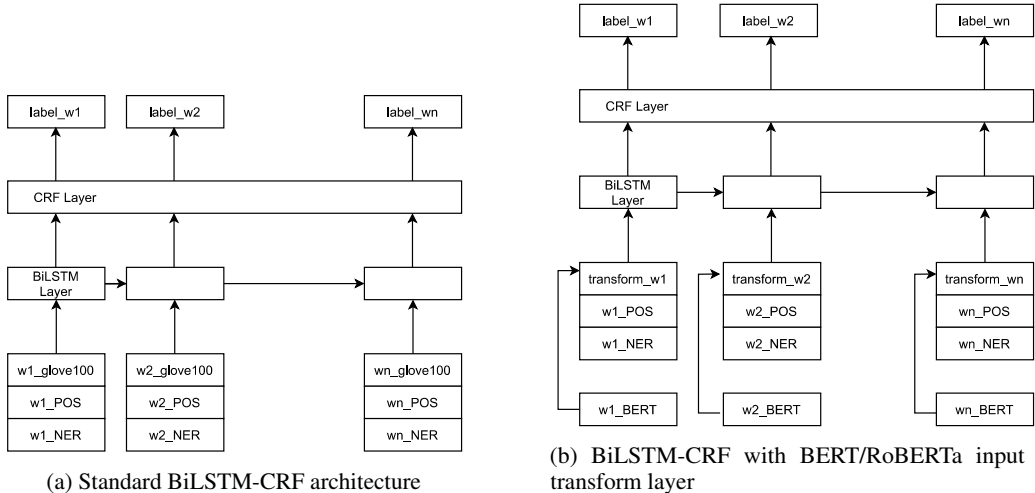 label_w1 label_w2 label_wn
CRF Layer
BiLSTM
Layer
w1_glove100 w2_glove100 wn_glove100
w1_POS w2_POS wn_POS
w1_NER w2_NER wn_NER
(a) Standard BiLSTM-CRF architecture
label_w1 label_w2 label_wn
CRF Layer
BiLSTM
Layer
transform_w1 transform_w2 transform_wn
w1_POS w2_POS wn_POS
w1_NER w2_NER wn_NER
w1_BERT w2_BERT wn_BERT
(b) BiLSTM-CRF with BERT/RoBERTa input
transform layer